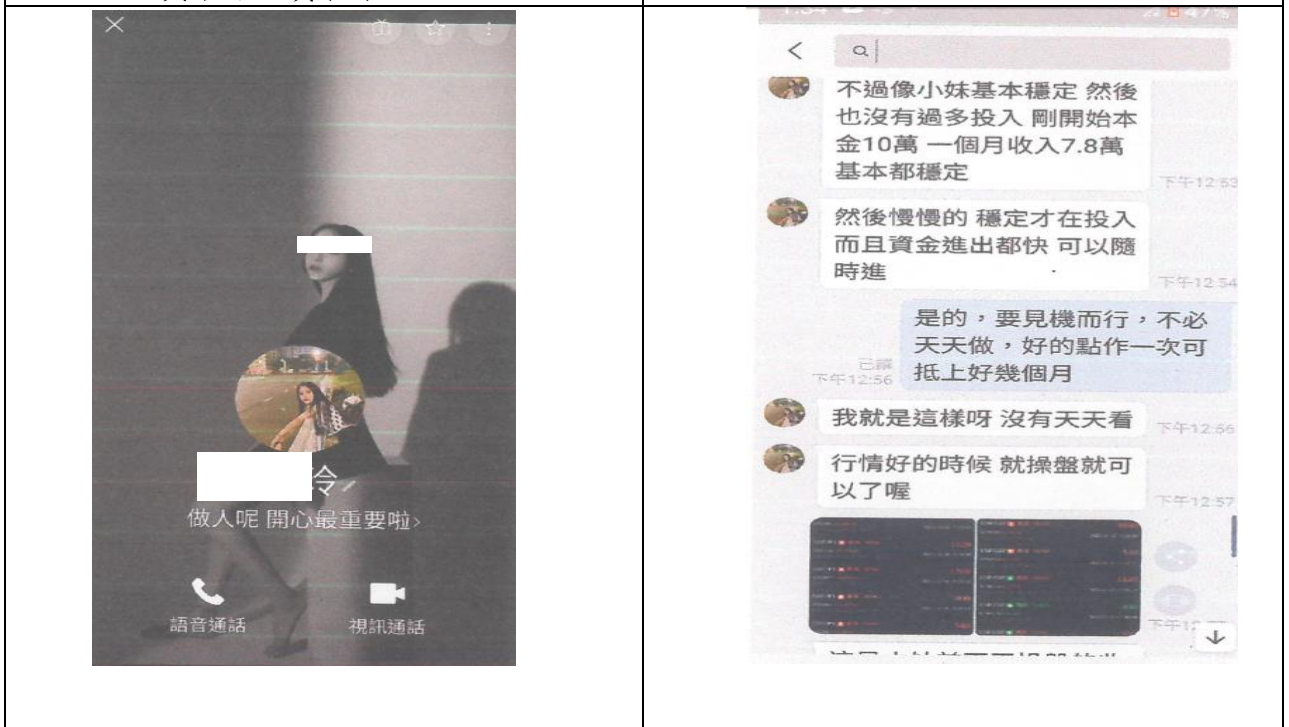 冷
做人呢 開心最重要啦>
語音通話
視訊通話
47%
不過像小妹基本穩定 然後
也沒有過多投入 剛開始本
金10萬 一個月收入7.8萬
基本都穩定
下午12:53
然後慢慢的 穩定才在投入
而且資金進出都快 可以隨
時進
下午12:54
是的，要見機而行，不必
天天做，好的點作一次可
抵上好幾個月
已讀
下午12:56
我就是這樣呀 沒有天天看
下午12:56
行情好的時候 就操盤就可
以了喔
下午12:57